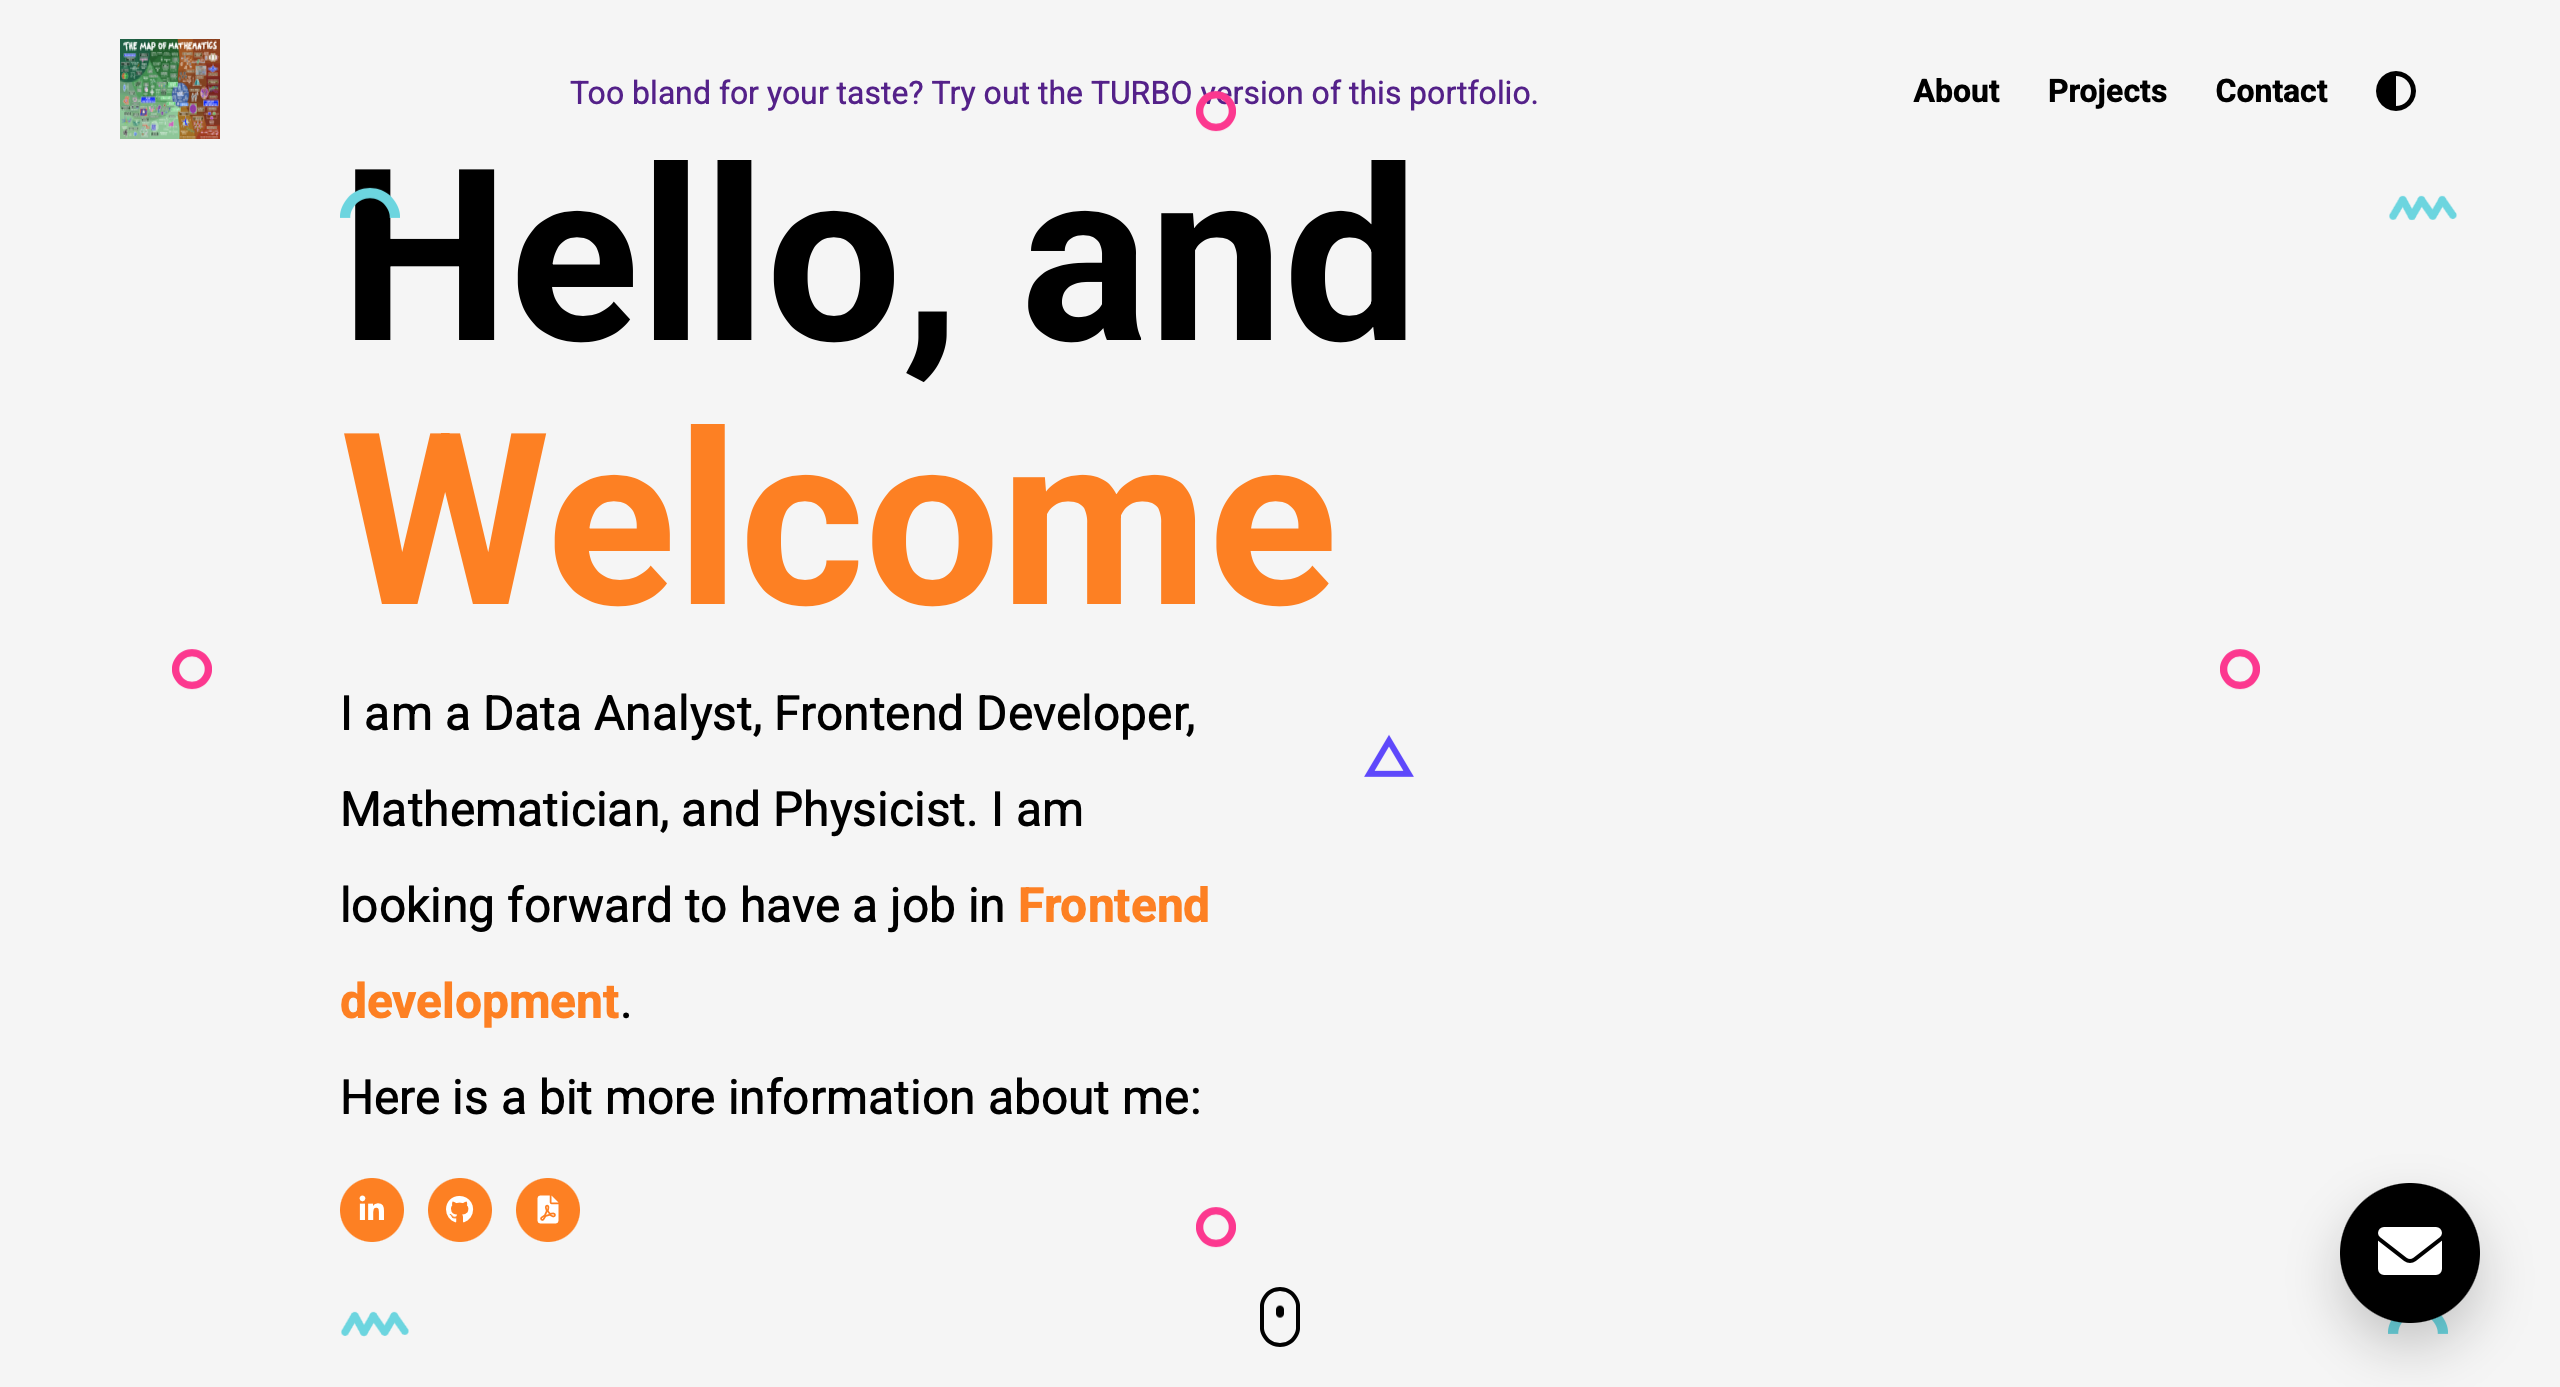 THE MAP OF MATHEMATICS
Too bland for your taste? Try out the TURBO version of this portfolio.
About
Projects
Contact
Hello, and
Welcome
I am a Data Analyst, Frontend Developer,
Mathematician, and Physicist. I am
looking forward to have a job in Frontend
development.
Here is a bit more information about me:
in